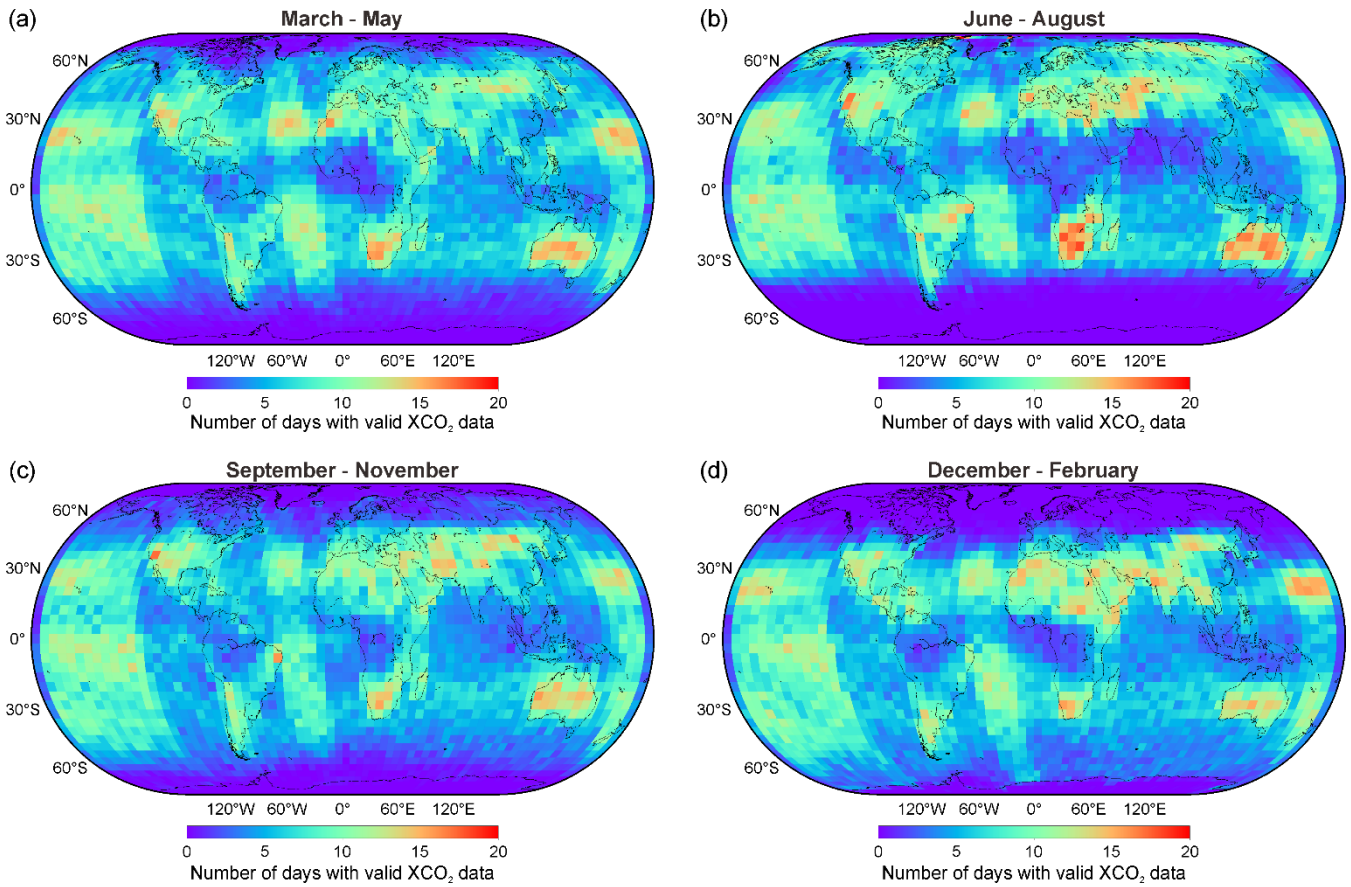 (a) March - May
60°N
30°N
0°
30°S
60°S
120°W 60°W 0° 60°E 120°E
0 5 10 15 20
Number of days with valid XCO₂ data
(b) June - August
60°N
30°N
0°
30°S
60°S
120°W 60°W 0° 60°E 120°E
0 5 10 15 20
Number of days with valid XCO₂ data
(c) September - November
60°N
30°N
0°
30°S
60°S
120°W 60°W 0° 60°E 120°E
0 5 10 15 20
Number of days with valid XCO₂ data
(d) December - February
60°N
30°N
0°
30°S
60°S
120°W 60°W 0° 60°E 120°E
0 5 10 15 20
Number of days with valid XCO₂ data